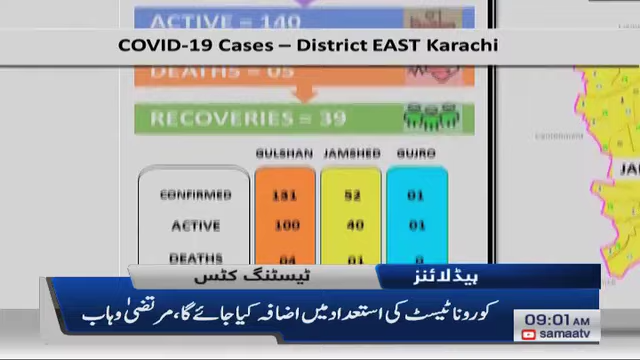 ACTIVE = 140
COVID-19 Cases – District EAST Karachi
DEATHS = 05
RECOVERIES = 39
GULSHAN JAMSHED GUJRO
CONFIRMED 131 52 01
ACTIVE 100 40 01
DEATHS 04 01 0
ٹیسٹنگ کٹس
ہیڈلائنز
کورونا ٹیسٹ کی استعداد میں اضافہ کیا جائے گا، مرتضیٰ وہاب
09:01 AM
samaatv